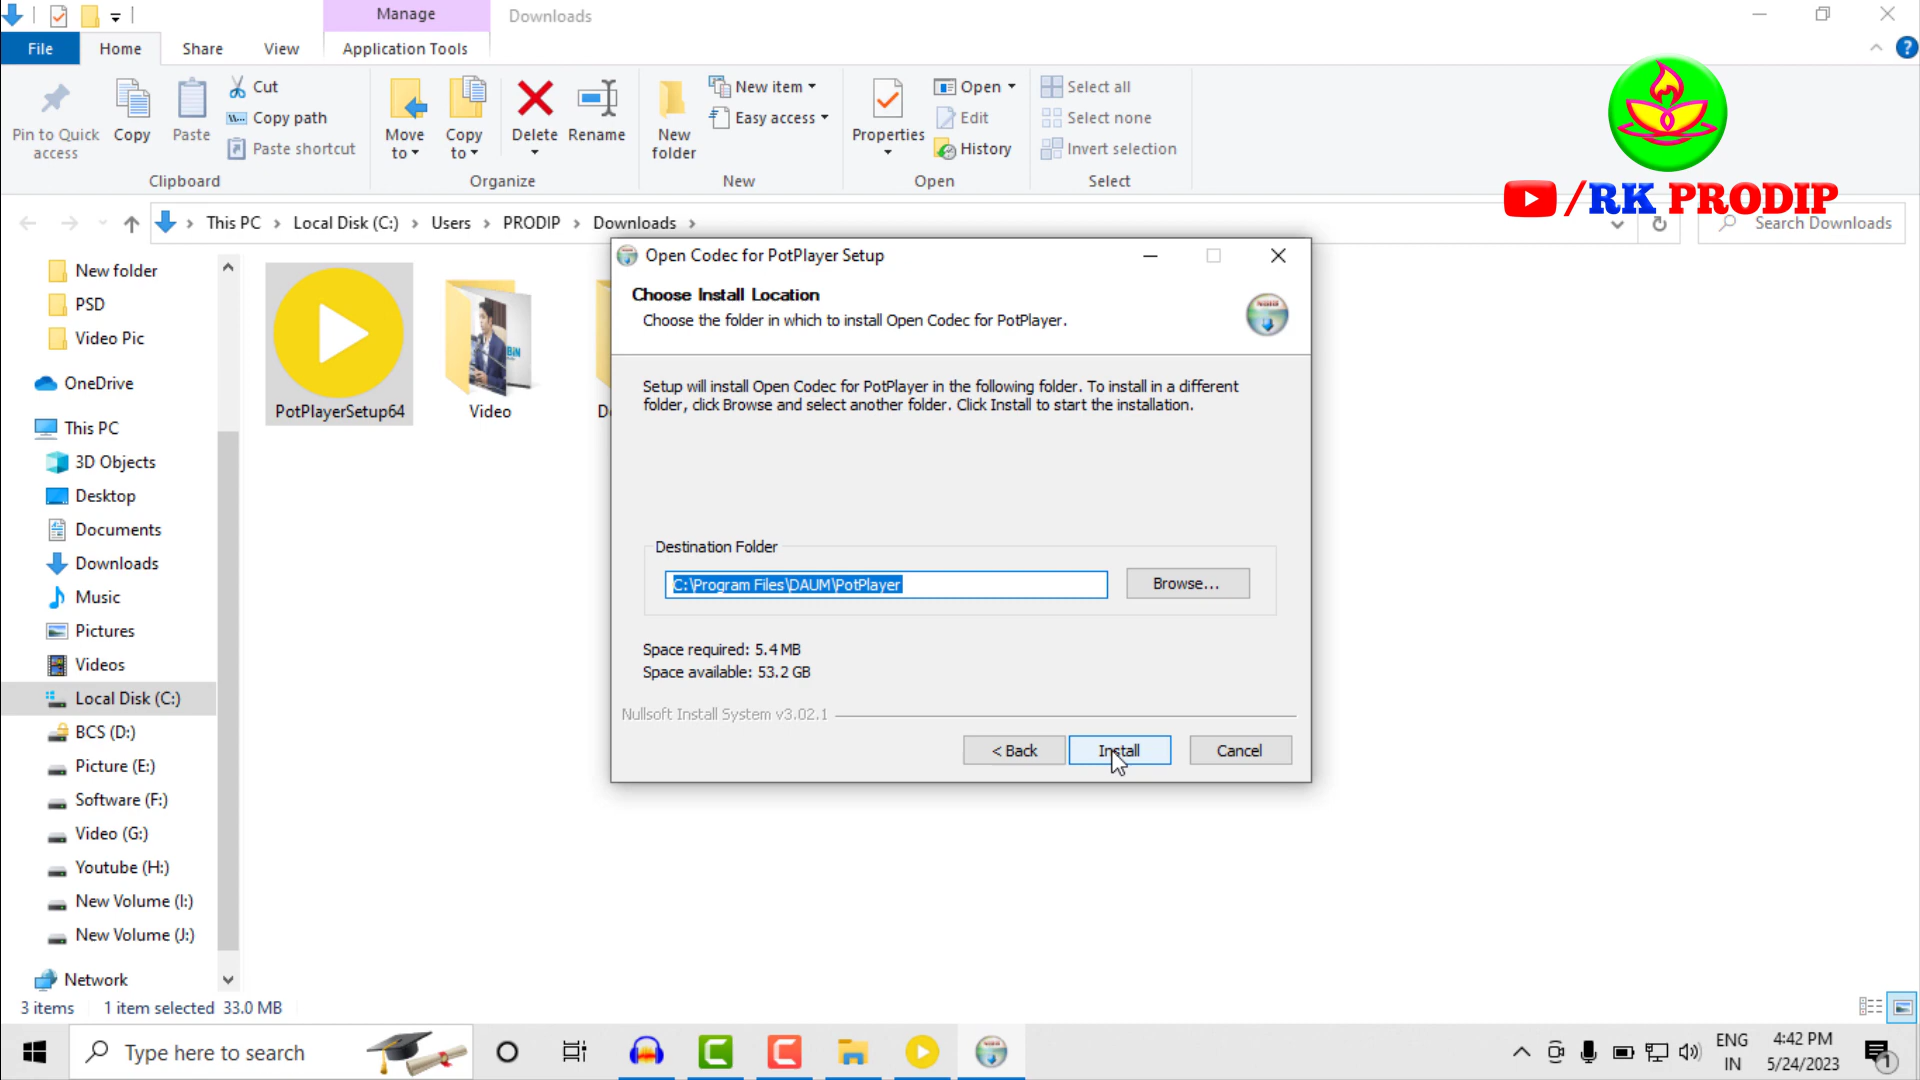 Manage
Downloads
File
Home
Share
View
Application Tools
Pin to Quick
access
Copy
Paste
Cut
Copy path
Paste shortcut
Clipboard
Move
to
Copy
to
Delete
Rename
Organize
New
folder
New item
Easy access
New
Properties
Open
Edit
History
Open
Select all
Select none
Invert selection
Select
/RK PRODIP
This PC
Local Disk (C:)
Users
PRODIP
Downloads
Search Downloads
New folder
PSD
Video Pic
OneDrive
This PC
3D Objects
Desktop
Documents
Downloads
Music
Pictures
Videos
Local Disk (C:)
BCS (D:)
Picture (E:)
Software (F:)
Video (G:)
Youtube (H:)
New Volume (I:)
New Volume (J:)
Network
PotPlayerSetup64
Video
Open Codec for PotPlayer Setup
Choose Install Location
Choose the folder in which to install Open Codec for PotPlayer.
Setup will install Open Codec for PotPlayer in the following folder. To install in a different
folder, click Browse and select another folder. Click Install to start the installation.
Destination Folder
C:\Program Files\DAUM\PotPlayer
Browse...
Space required: 5.4 MB
Space available: 53.2 GB
Nullsoft Install System v3.02.1
< Back
Install
Cancel
3 items
1 item selected 33.0 MB
Type here to search
ENG
IN
4:42 PM
5/24/2023
1